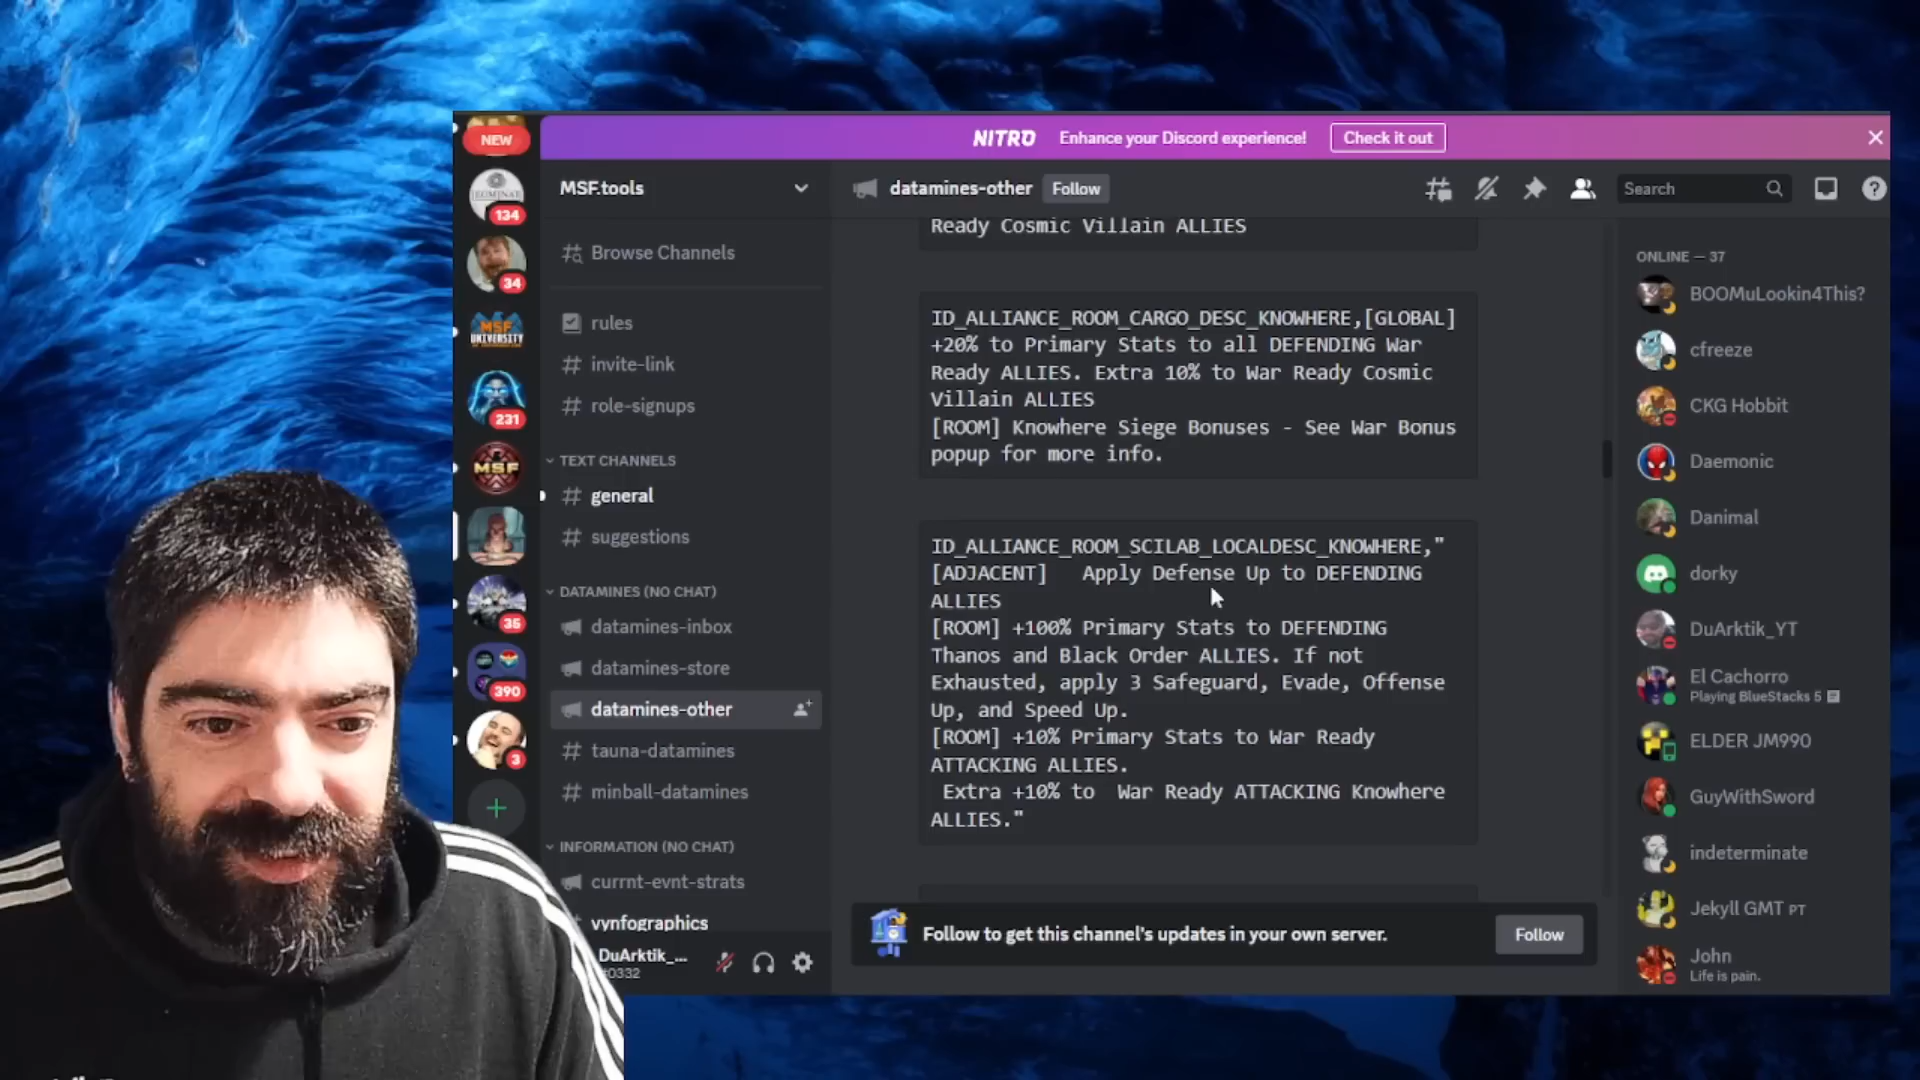 NEW
NITRO Enhance your Discord experience! Check it out
MSF.tools
datamines-other Follow
Search
134
34
MSF
UNIVERSITY
231
MSF
35
390
3
Browse Channels
rules
invite-link
role-signups
TEXT CHANNELS
general
suggestions
DATAMINES (NO CHAT)
datamines-inbox
datamines-store
datamines-other
tauna-datamines
minball-datamines
INFORMATION (NO CHAT)
currnt-evnt-strats
vvnfographics
DuArktik_...
0332
Ready Cosmic Villain ALLIES
ID_ALLIANCE_ROOM_CARGO_DESC_KNOWHERE,[GLOBAL]
+20% to Primary Stats to all DEFENDING War
Ready ALLIES. Extra 10% to War Ready Cosmic
Villain ALLIES
[ROOM] Knowhere Siege Bonuses - See War Bonus
popup for more info.
ID_ALLIANCE_ROOM_SCILAB_LOCALDESC_KNOWHERE,"
[ADJACENT] Apply Defense Up to DEFENDING
ALLIES
[ROOM] +100% Primary Stats to DEFENDING
Thanos and Black Order ALLIES. If not
Exhausted, apply 3 Safeguard, Evade, Offense
Up, and Speed Up.
[ROOM] +10% Primary Stats to War Ready
ATTACKING ALLIES.
Extra +10% to War Ready ATTACKING Knowhere
ALLIES."
Follow to get this channel's updates in your own server.
Follow
ONLINE — 37
BOOMuLookin4This?
cfreeze
CKG Hobbit
Daemonic
Danimal
dorky
DuArktik_YT
El Cachorro
Playing BlueStacks 5
ELDER JM990
GuyWithSword
indeterminate
Jekyll GMT PT
John
Life is pain.